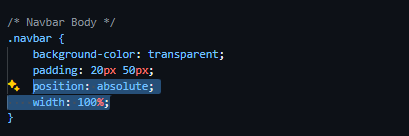 /* Navbar Body */
.navbar {
    background-color: transparent;
    padding: 20px 50px;
    position: absolute;
    width: 100%;
}